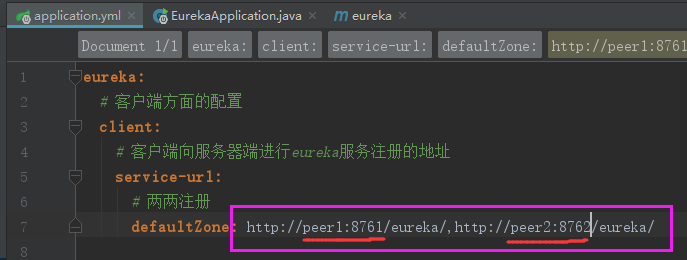 application.yml × EurekaApplication.java × eureka ×
Document 1/1 eureka: client: service-url: defaultZone: http://peer1:8761
1 eureka:
2 # 客户端方面的配置
3 client:
4 # 客户端向服务器端进行eureka服务注册的地址
5 service-url:
6 # 两两注册
7 defaultZone: http://peer1:8761/eureka/,http://peer2:8762/eureka/
8